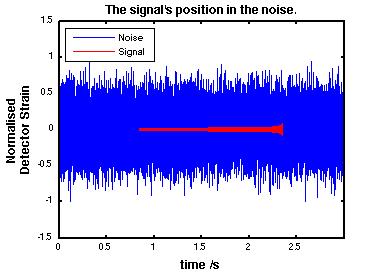 The signal's position in the noise.
Noise
Signal
Normalised
Detector Strain
1.5
1
0.5
0
-0.5
-1
-1.5
0 0.5 1 1.5 2 2.5
time /s